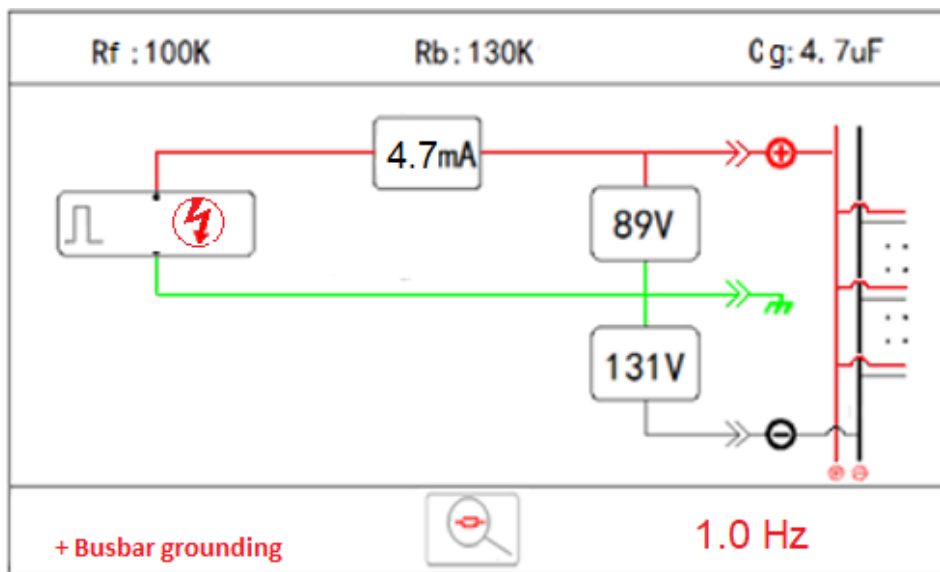 Rf :100K Rb:130K Cg:4.7uF
4.7mA
89V
131V
+ Busbar grounding
1.0 Hz